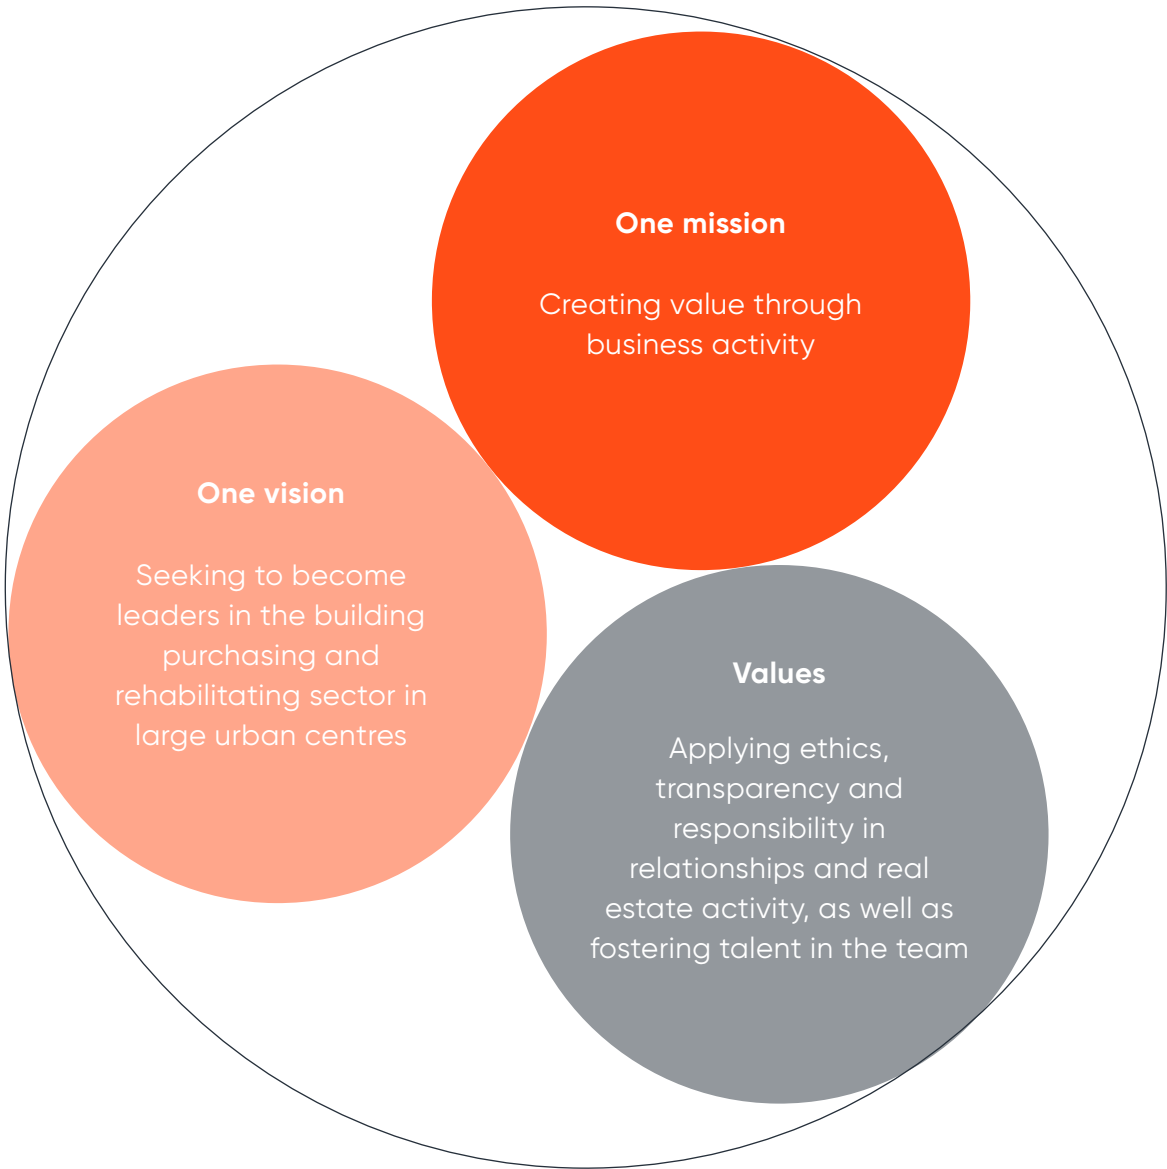 One mission
Creating value through
business activity
One vision
Seeking to become
leaders in the building
purchasing and
rehabilitating sector in
large urban centres
Values
Applying ethics,
transparency and
responsibility in
relationships and real
estate activity, as well as
fostering talent in the team